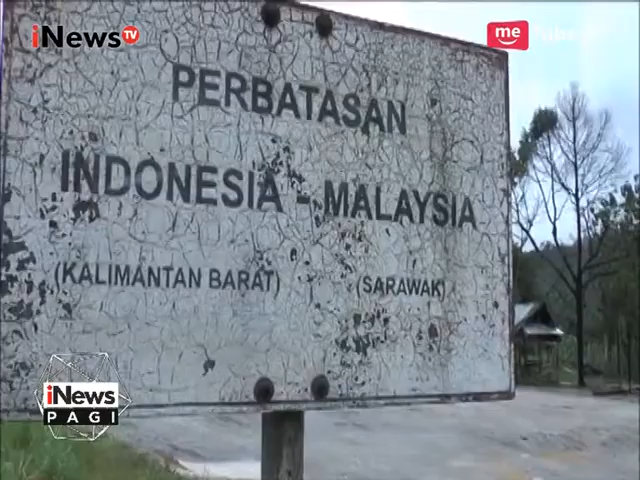 iNews TV
me
PERBATASAN
INDONESIA - MALAYSIA
(KALIMANTAN BARAT) (SARAWAK)
iNews
PAGI